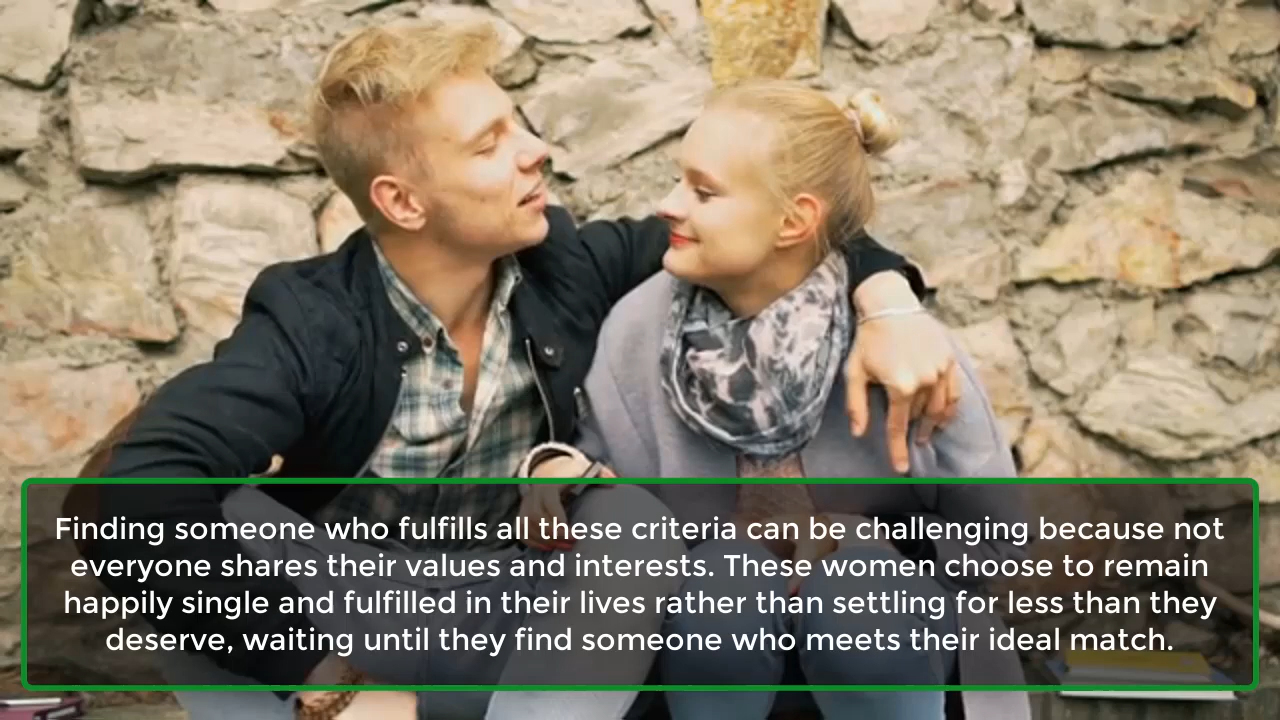 Finding someone who fulfills all these criteria can be challenging because not
everyone shares their values and interests. These women choose to remain
happily single and fulfilled in their lives rather than settling for less than they
deserve, waiting until they find someone who meets their ideal match.